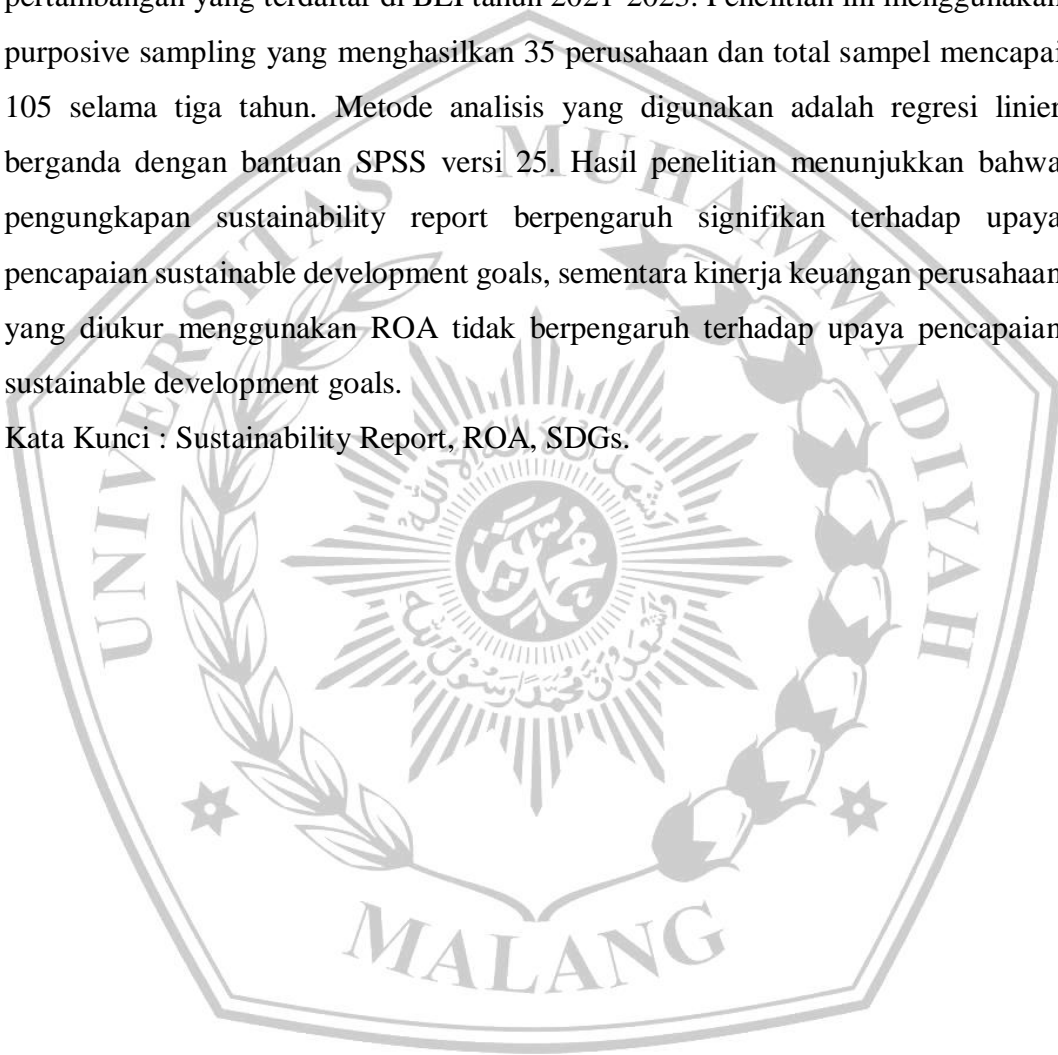 pertambangan yang terdaftar di BEI tahun 2021-2023. Penelitian ini menggunakan
purposive sampling yang menghasilkan 35 perusahaan dan total sampel mencapai
105 selama tiga tahun. Metode analisis yang digunakan adalah regresi linier
berganda dengan bantuan SPSS versi 25. Hasil penelitian menunjukkan bahwa
pengungkapan sustainability report berpengaruh signifikan terhadap upaya
pencapaian sustainable development goals, sementara kinerja keuangan perusahaan
yang diukur menggunakan ROA tidak berpengaruh terhadap upaya pencapaian
sustainable development goals.
Kata Kunci : Sustainability Report, ROA, SDGs.
UNIVERSITAS MUHAMMADIYAH
MALANG